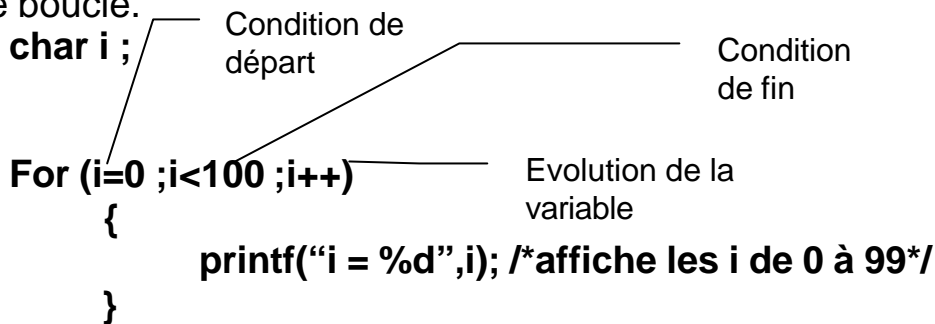 e boucle.
char i ;
Condition de
départ
Condition
de fin
For (i=0 ;i<100 ;i++)
Evolution de la
variable
{
printf(“i = %d”,i); /*affiche les i de 0 à 99*/
}